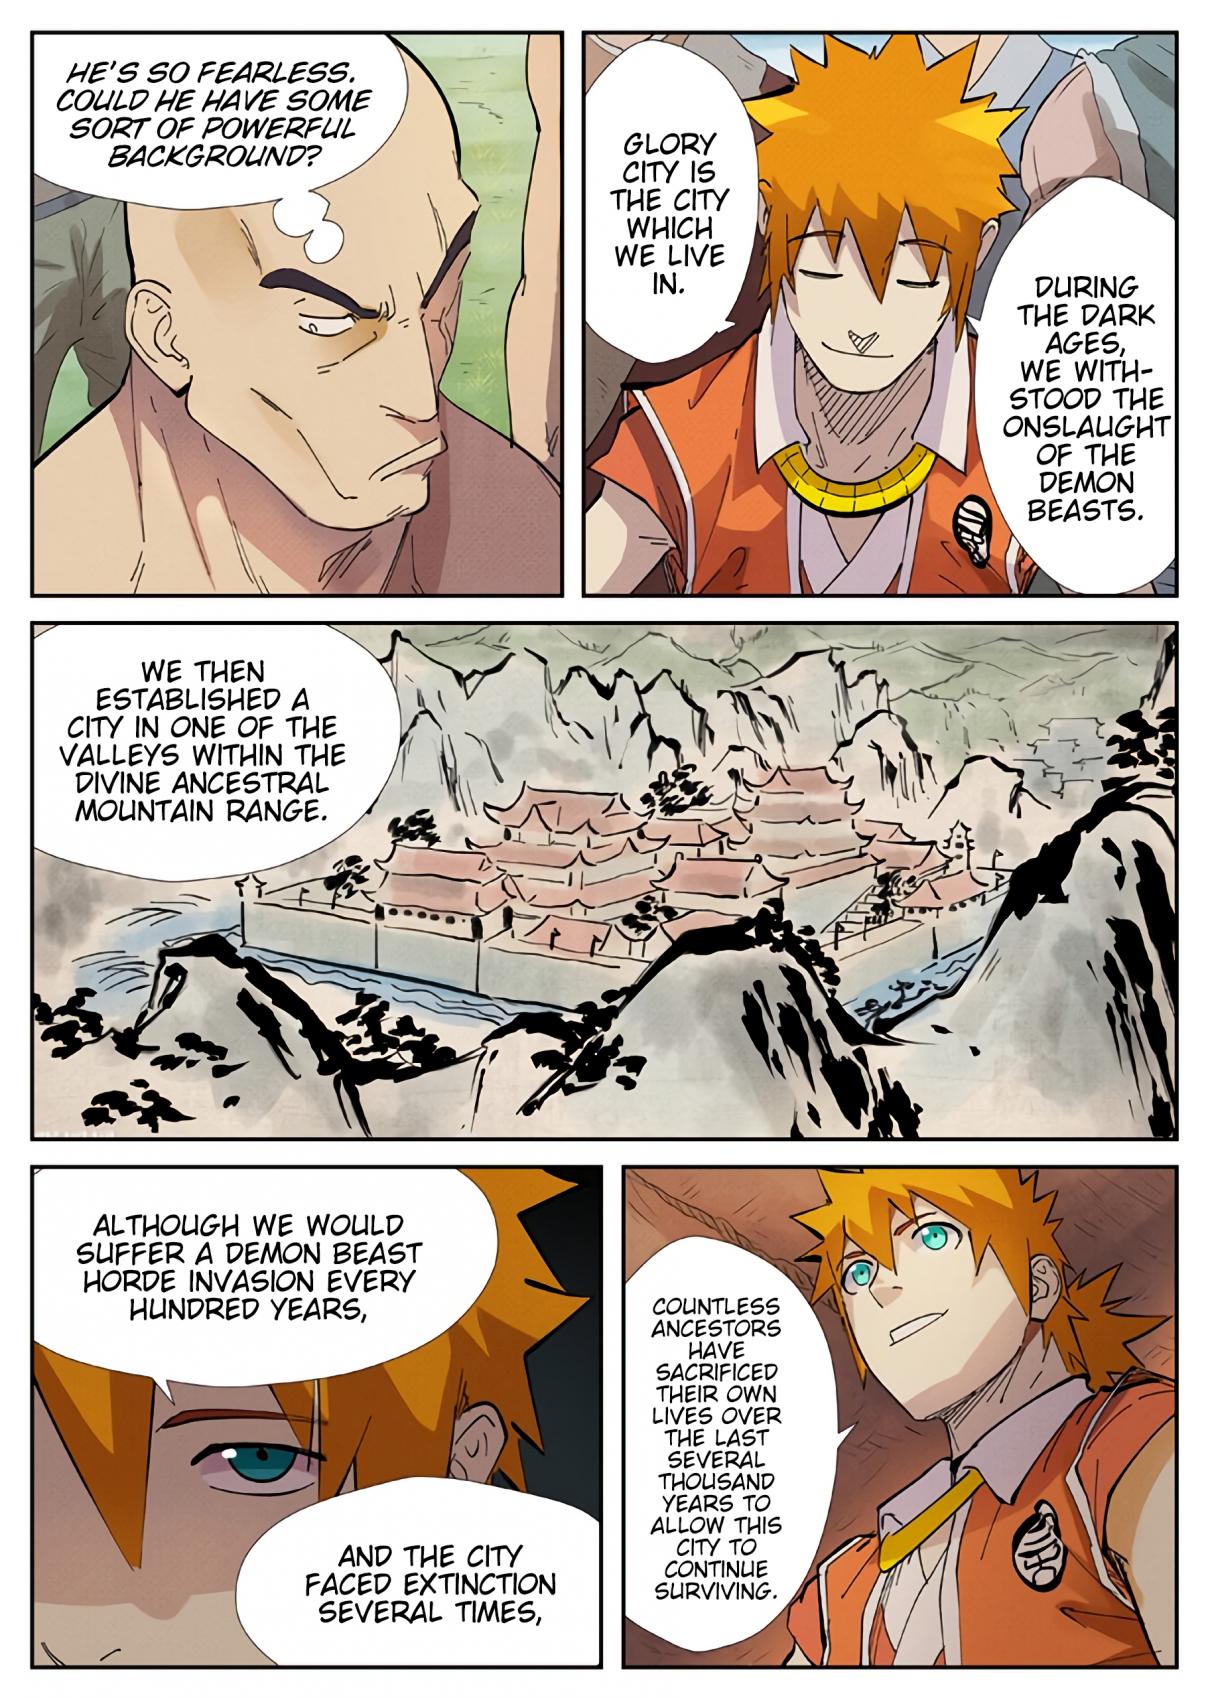 HE'S SO FEARLESS.
COULD HE HAVE SOME
SORT OF POWERFUL
BACKGROUND?
GLORY
CITY IS
THE CITY
WHICH
WE LIVE
IN.
DURING
THE DARK
AGES,
WE WITH-
STOOD THE
ONSLAUGHT
OF THE
DEMON
BEASTS.
WE THEN
ESTABLISHED A
CITY IN ONE OF THE
VALLEYS WITHIN THE
DIVINE ANCESTRAL
MOUNTAIN RANGE.
ALTHOUGH WE WOULD
SUFFER A DEMON BEAST
HORDE INVASION EVERY
HUNDRED YEARS,
AND THE CITY
FACED EXTINCTION
SEVERAL TIMES,
COUNTLESS
ANCESTORS
HAVE
SACRIFICED
THEIR OWN
LIVES OVER
THE LAST
SEVERAL
THOUSAND
YEARS TO
ALLOW THIS
CITY TO
CONTINUE
SURVIVING.